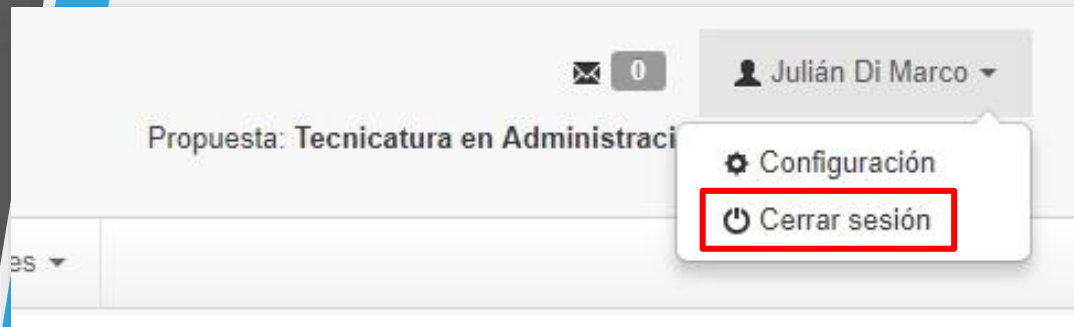 0 Julián Di Marco
Propuesta: Tecnicatura en Administraci
Configuración
Cerrar sesión
es